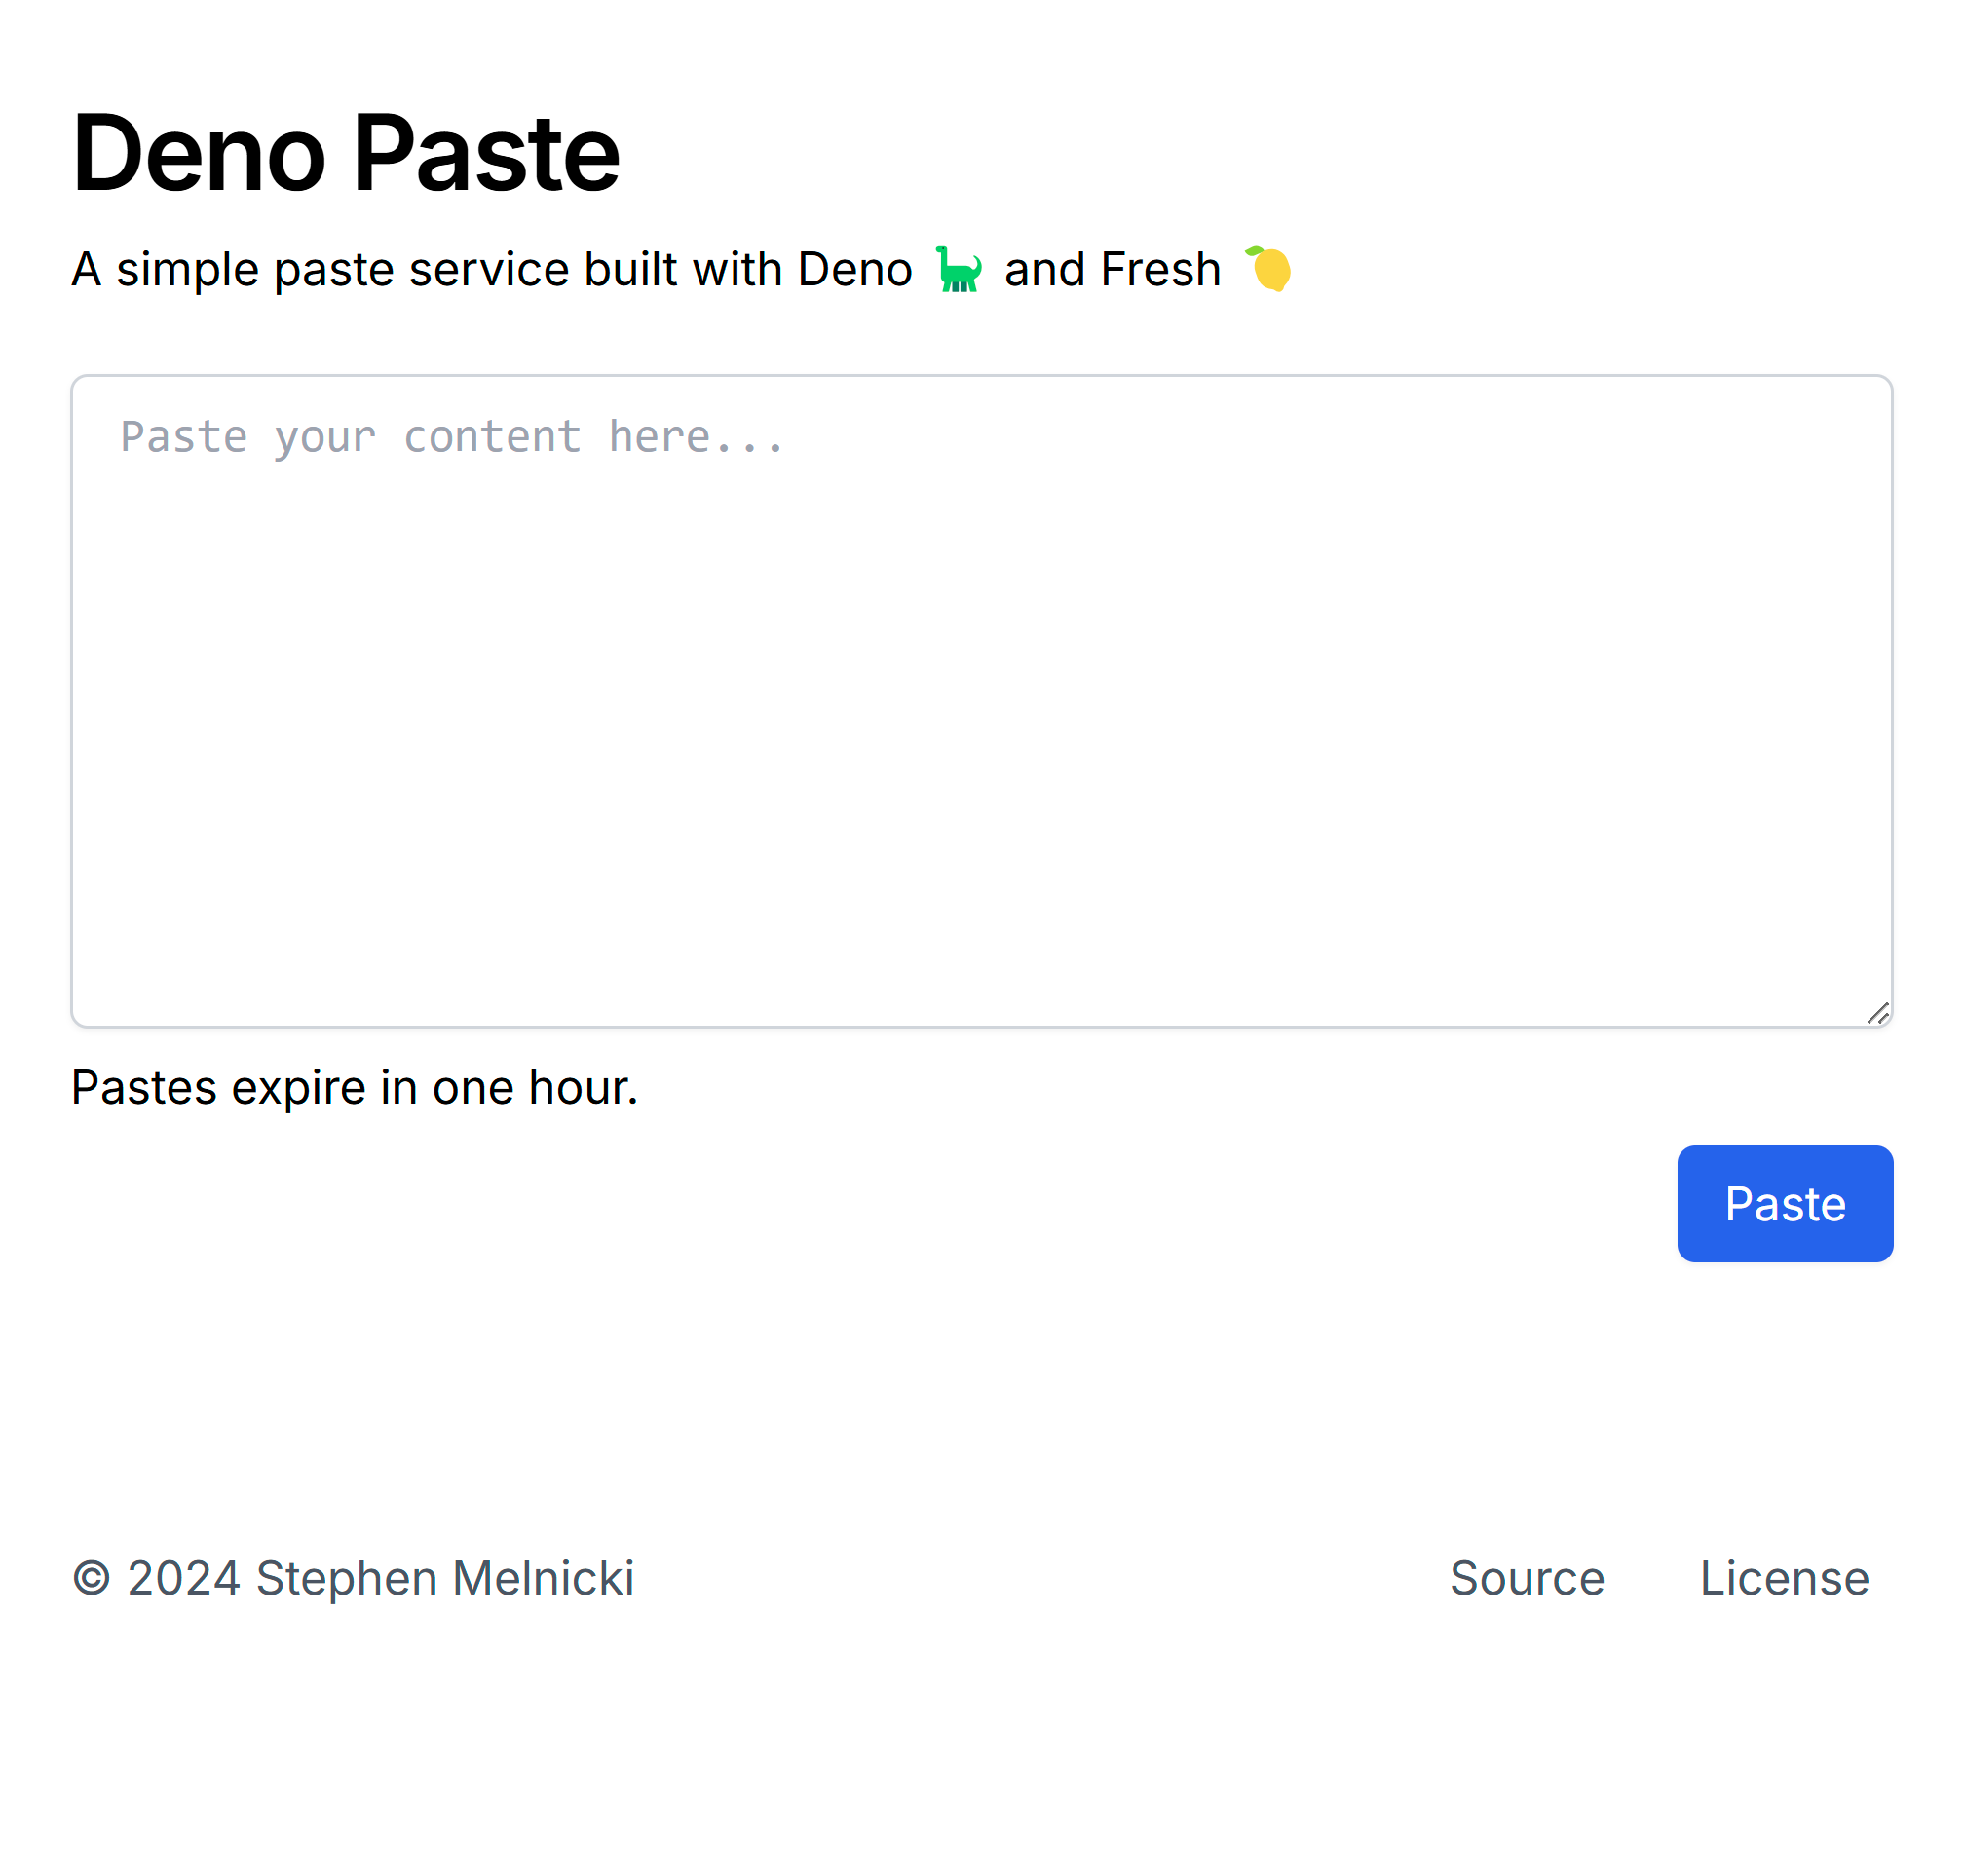 Deno Paste
A simple paste service built with Deno 🦕 and Fresh 🍋
Paste your content here...
Pastes expire in one hour.
Paste
© 2024 Stephen Melnicki
Source
License